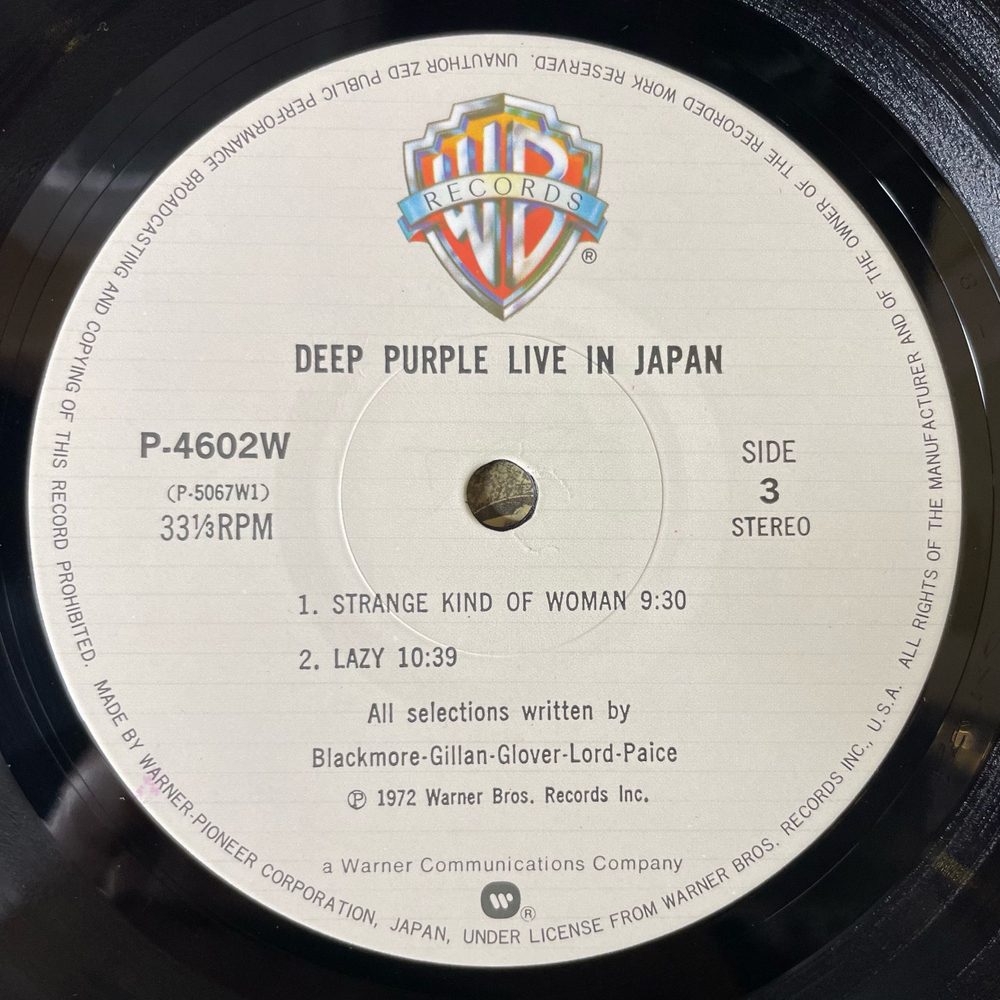 WB
RECORDS
®
DEEP PURPLE LIVE IN JAPAN
P-4602W
(P-5067W1)
33⅓RPM
SIDE
3
STEREO
1. STRANGE KIND OF WOMAN 9:30
2. LAZY 10:39
All selections written by
Blackmore-Gillan-Glover-Lord-Paice
℗ 1972 Warner Bros. Records Inc.
a Warner Communications Company
®
MADE BY WARNER-PIONEER CORPORATION, JAPAN, UNDER LICENSE FROM WARNER BROS. RECORDS INC., U.S.A. ALL RIGHTS OF THE MANUFACTURER AND OF THE OWNER OF THE RECORDED WORK RESERVED. UNAUTHOR ZED PUBLIC PERFORMANCE BROADCASTING AND COPYING OF THIS RECORD PROHIBITED.